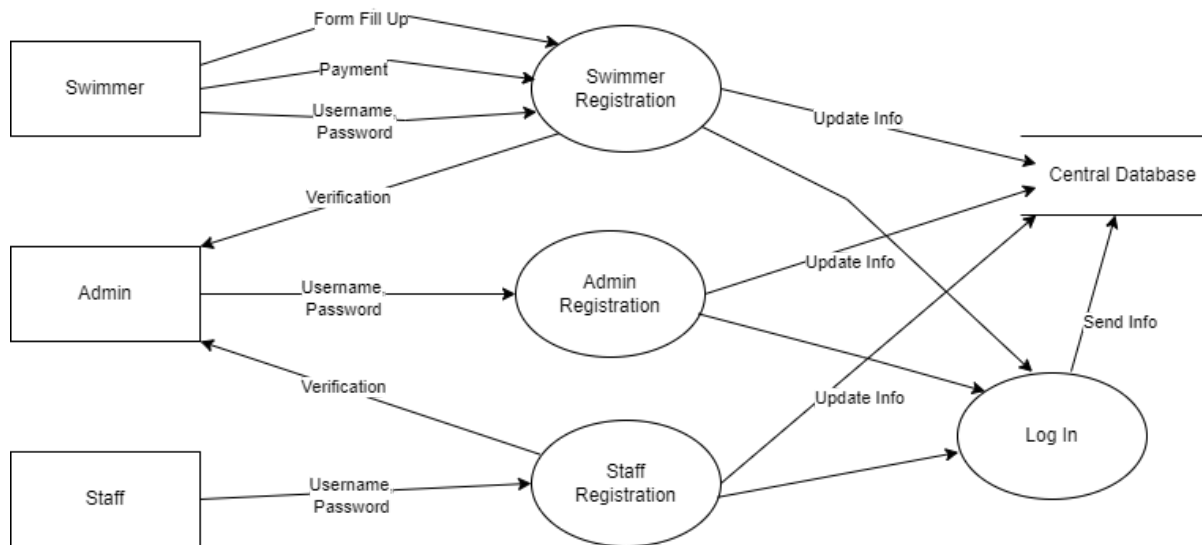 Form Fill Up
Swimmer
Payment
Swimmer
Registration
Username,
Password
Update Info
Central Database
Verification
Admin
Username,
Password
Admin
Registration
Update Info
Send Info
Verification
Update Info
Log In
Staff
Username,
Password
Staff
Registration